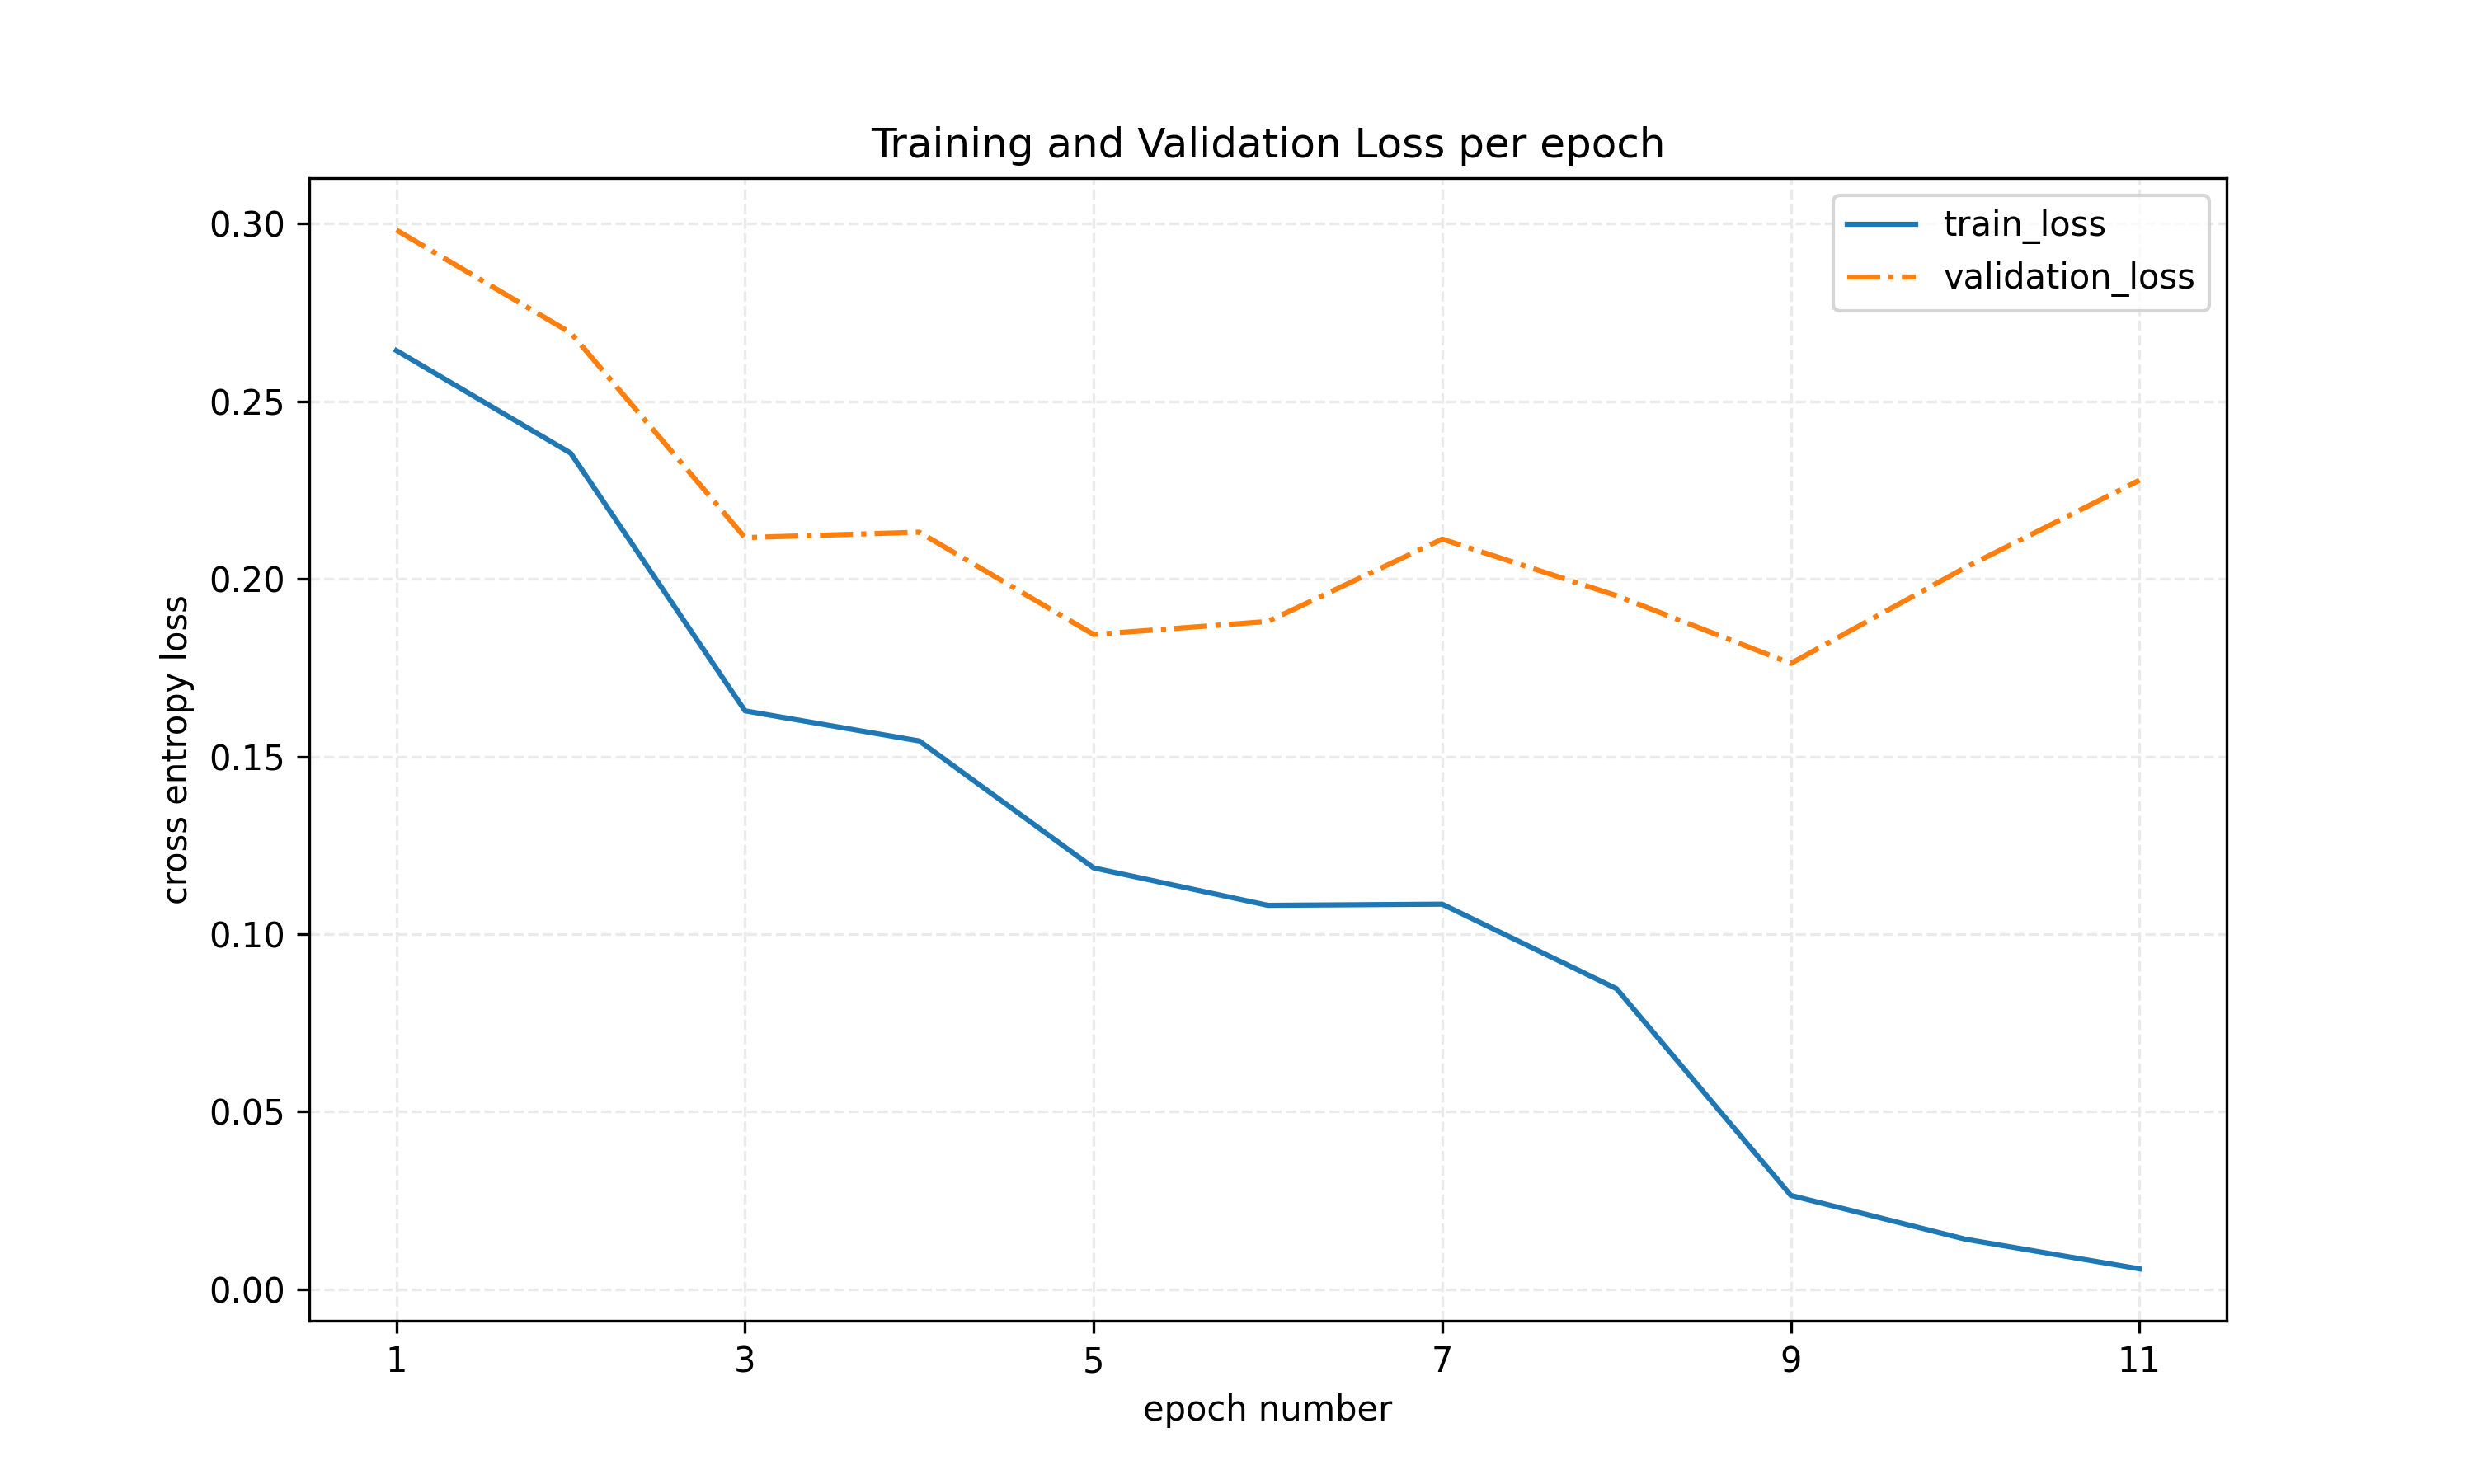 Training and Validation Loss per epoch
train_loss
validation_loss
0.30
0.25
0.20
0.15
0.10
0.05
0.00
cross entropy loss
1 3 5 7 9 11
epoch number